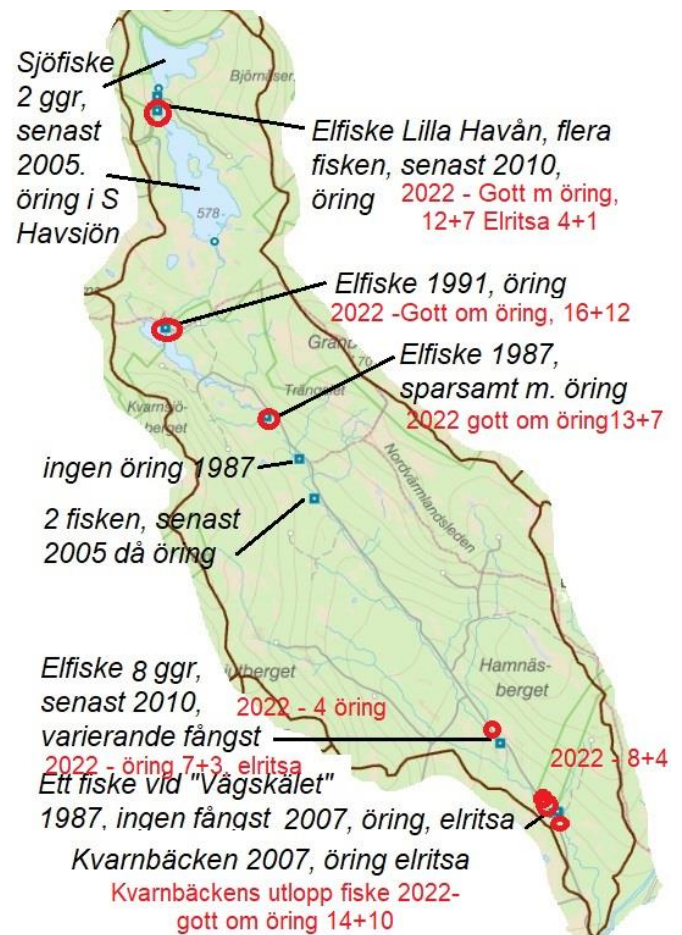 Sjöfiske
2 ggr,
senast
2005.
öring i S
Havsjön
Björnåser
Elfiske Lilla Havån, flera
fisken, senast 2010,
öring
2022 - Gott m öring,
12+7 Elritsa 4+1
578
Elfiske 1991, öring
2022 -Gott om öring, 16+12
Elfiske 1987,
sparsamt m. öring
2022 gott om öring13+7
Trängslet
Kvarnsjö-
berget
ingen öring 1987
Nordvärmlandsleden
2 fisken, senast
2005 då öring
jutberget
Hamnäs-
berget
Elfiske 8 ggr,
senast 2010,
varierande fångst
2022 - 4 öring
2022 - öring 7+3, elritsa
2022 - 8+4
Ett fiske vid "Vägskälet"
1987, ingen fångst
2007, öring, elritsa
Kvarnbäcken 2007, öring elritsa
Kvarnbäckens utlopp fiske 2022-
gott om öring 14+10